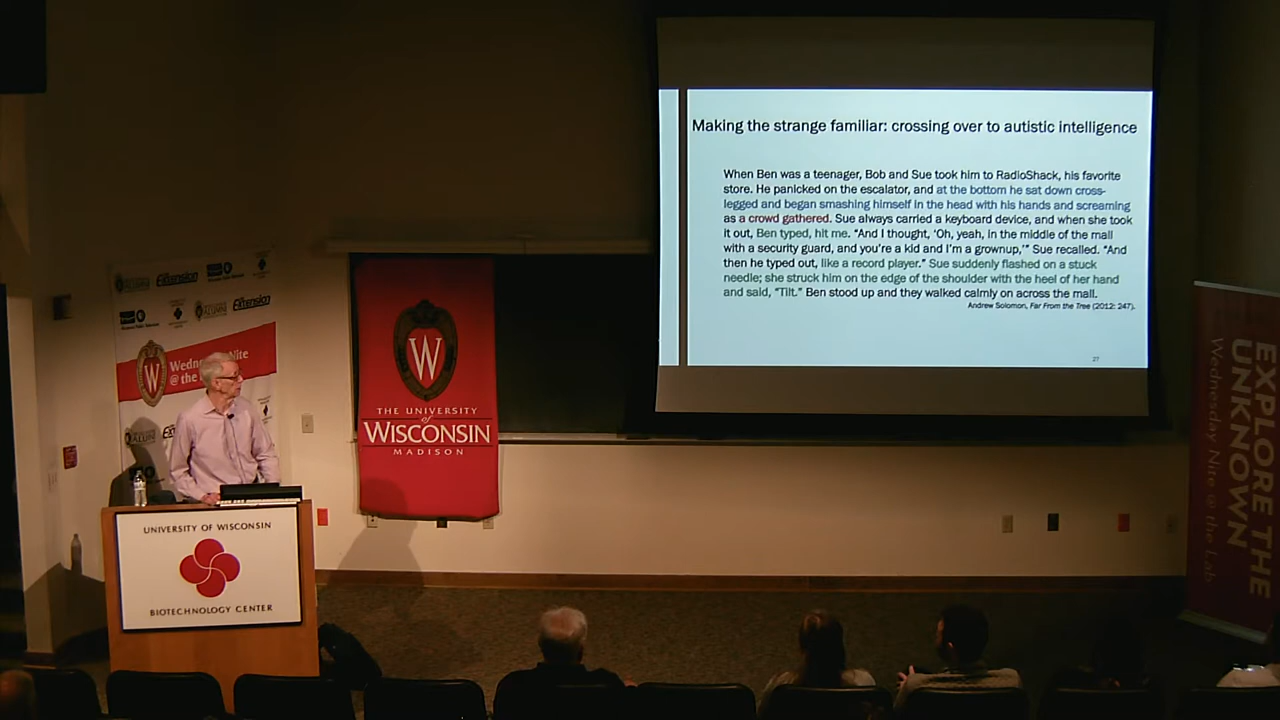 Making the strange familiar: crossing over to autistic intelligence
When Ben was a teenager, Bob and Sue took him to RadioShack, his favorite
store. He panicked on the escalator, and at the bottom he sat down cross-
legged and began smashing himself in the head with his hands and screaming
as a crowd gathered. Sue always carried a keyboard device, and when she took
it out, Ben typed, hit me. “And I thought, ‘Oh, yeah, in the middle of the mall
with a security guard, and you’re a kid and I’m a grownup,’” Sue recalled. “And
then he typed out, like a record player.” Sue suddenly flashed on a stuck
needle; she struck him on the edge of the shoulder with the heel of her hand
and said, “Tilt.” Ben stood up and they walked calmly on across the mall.
Andrew Solomon, Far From the Tree (2012: 247).
27
Extension
Extension
Wednesday Nite
@ the
W
THE UNIVERSITY
of
WISCONSIN
MADISON
UNIVERSITY OF WISCONSIN
BIOTECHNOLOGY CENTER
EXPLORE THE
UNKNOWN
Wednesday Nite @ the Lab